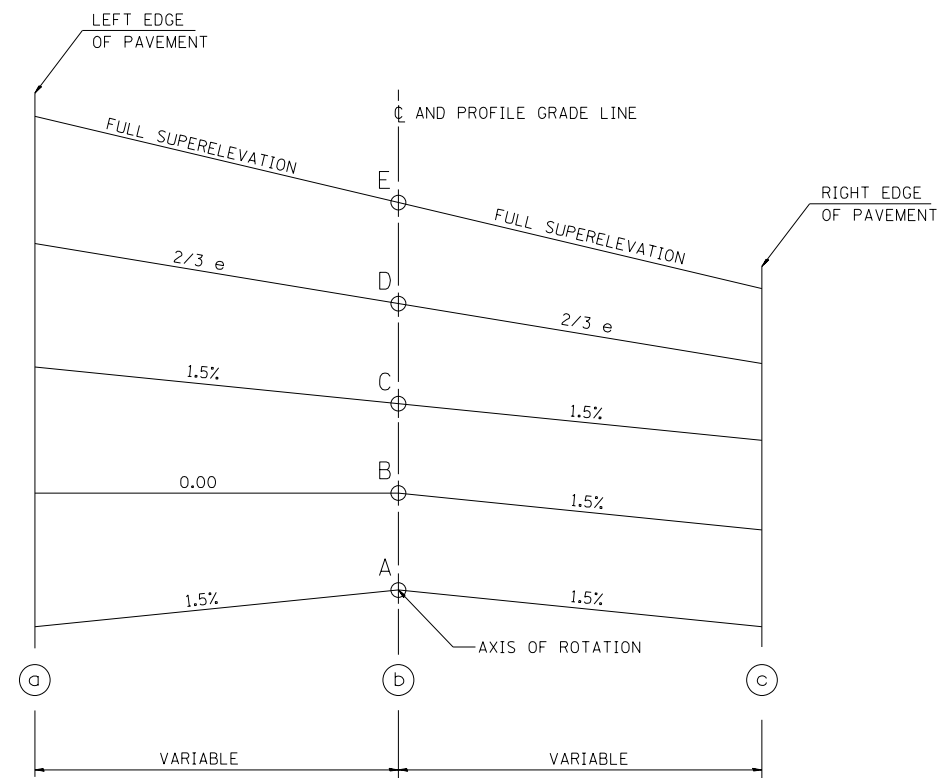 LEFT EDGE
OF PAVEMENT
℄ AND PROFILE GRADE LINE
FULL SUPERELEVATION
E
RIGHT EDGE
OF PAVEMENT
FULL SUPERELEVATION
2/3 e
D
2/3 e
1.5%
C
1.5%
0.00
B
1.5%
A
1.5%
1.5%
AXIS OF ROTATION
a
b
c
VARIABLE
VARIABLE